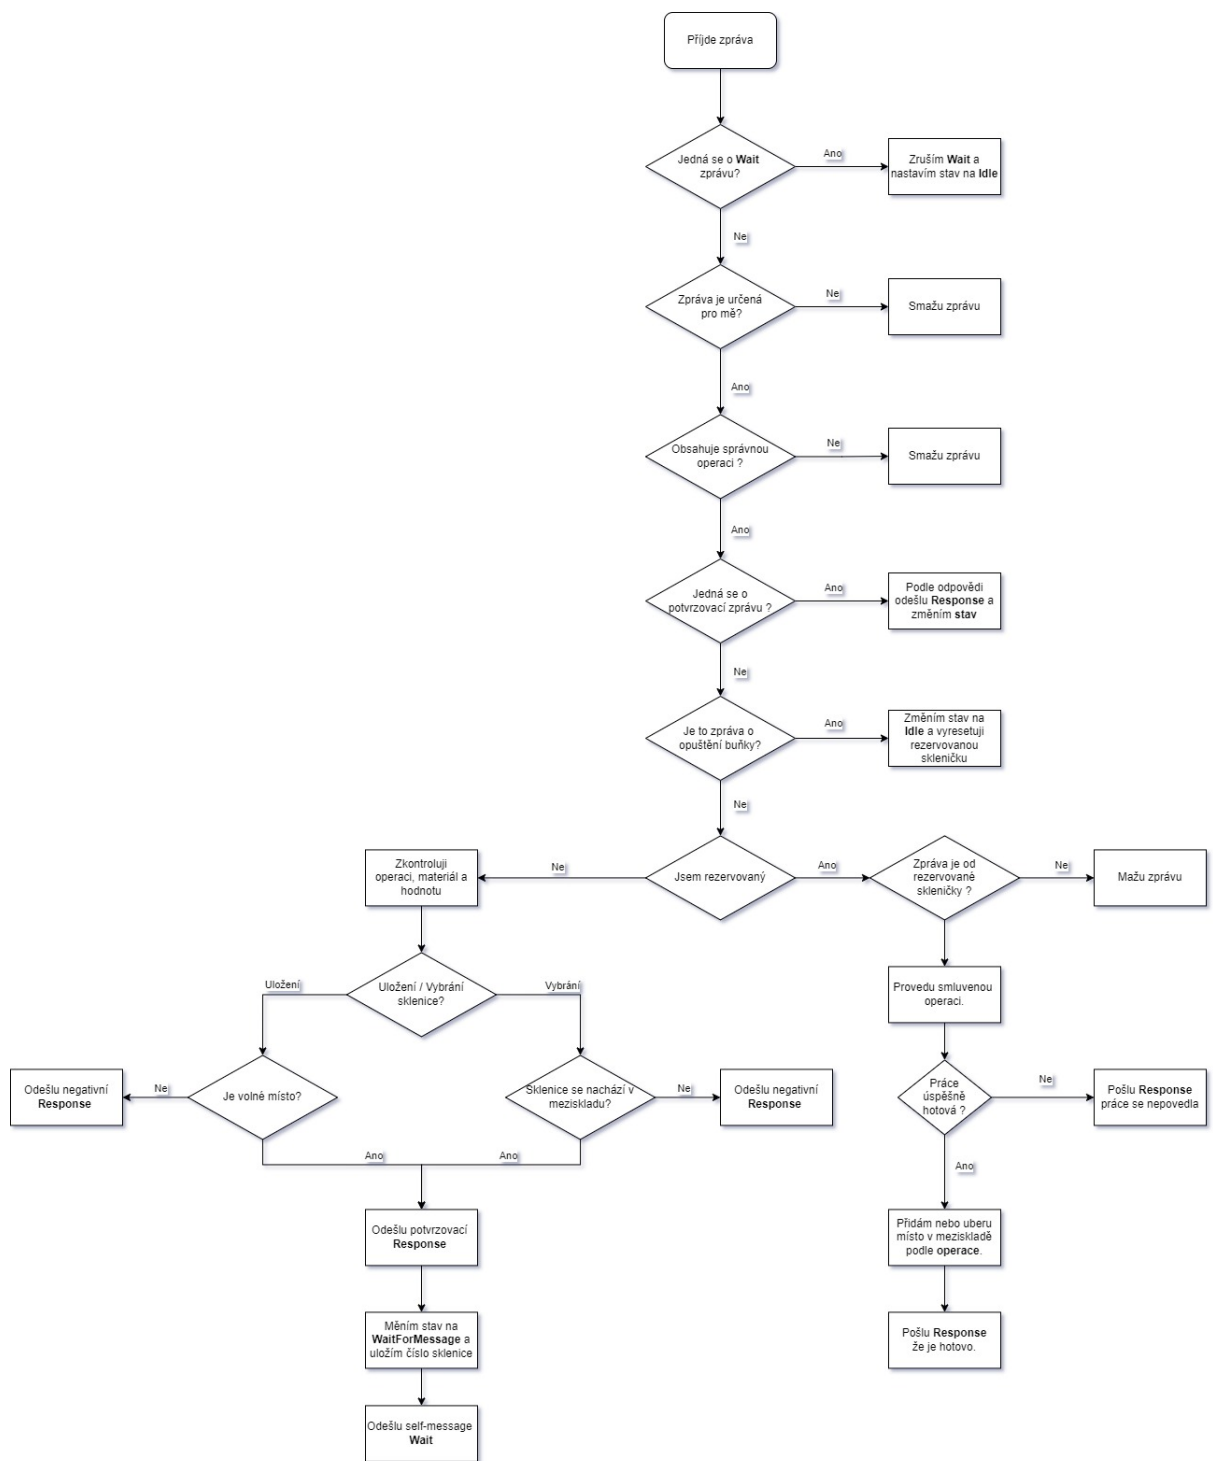 Příjde zpráva
Jedná se o Wait
zprávu?
Ano
Zruším Wait a
nastavím stav na Idle
Ne
Zpráva je určená
pro mě?
Ne
Smažu zprávu
Ano
Obsahuje správnou
operaci ?
Ne
Smažu zprávu
Ano
Jedná se o
potvrzovací zprávu ?
Ano
Podle odpovědi
odešlu Response a
změním stav
Ne
Je to zpráva o
opuštění buňky?
Ano
Změním stav na
Idle a vyresetuji
rezervovanou
skleničku
Ne
Jsem rezervovaný
Ne
Zkontroluji
operaci, materiál a
hodnotu
Ano
Zpráva je od
rezervované
skleničky ?
Ne
Mažu zprávu
Uložení / Vybrání
sklenice?
Uložení
Vybrání
Provedu smluvenou
operaci.
Je volné místo?
Ne
Odešlu negativní
Response
Sklenice se nachází v
meziskladu?
Ne
Odešlu negativní
Response
Práce
úspěšně
hotová ?
Ne
Pošlu Response
práce se nepovedla
Ano
Ano
Ano
Odešlu potvrzovací
Response
Přidám nebo uberu
místo v meziskladě
podle operace.
Měním stav na
WaitForMessage a
uložím číslo sklenice
Pošlu Response
že je hotovo.
Odešlu self-message
Wait